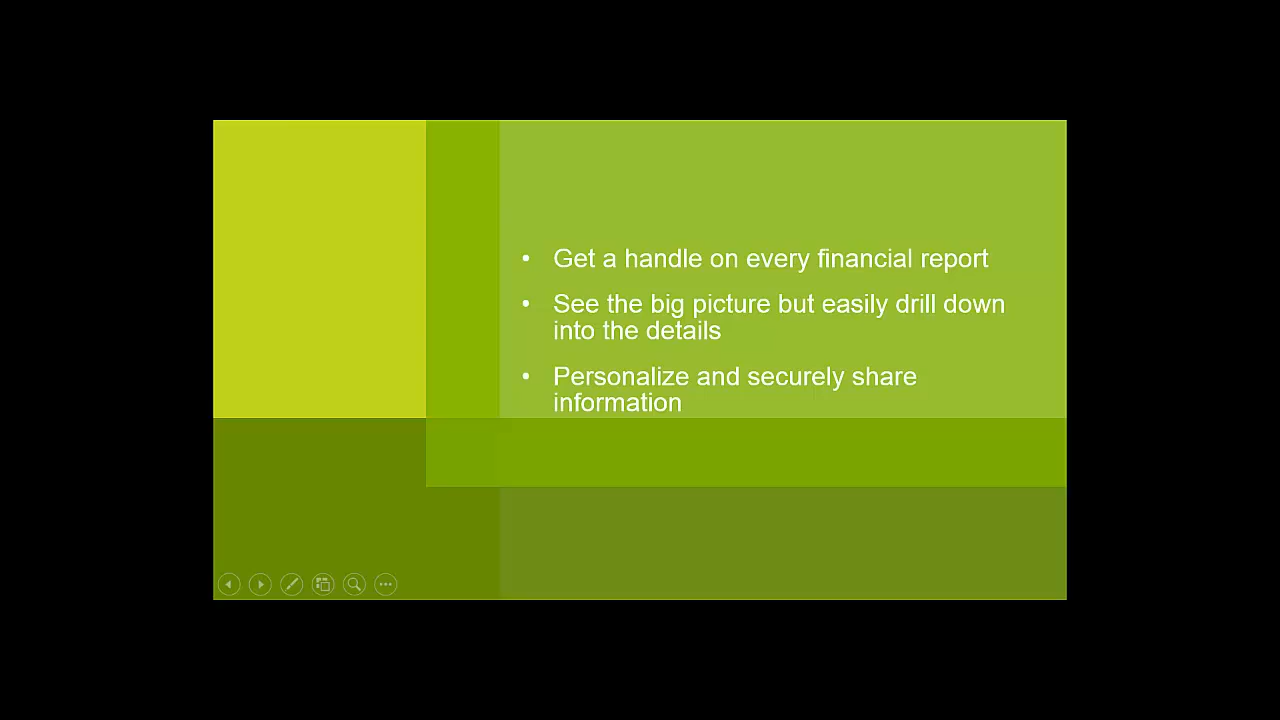 • Get a handle on every financial report
• See the big picture but easily drill down
into the details
• Personalize and securely share
information